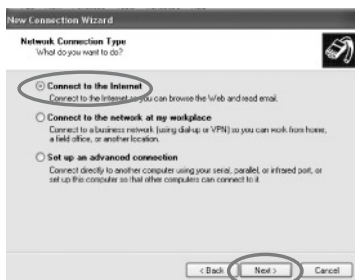 New Connection Wizard
Network Connection Type
What do you want to do?
Connect to the Internet
Connect to the Internet so you can browse the Web and read email.
Connect to the network at my workplace
Connect to a business network (using dial-up or VPN) so you can work from home,
a field office, or another location.
Set up an advanced connection
Connect directly to another computer using your serial, parallel, or infrared port, or
set up this computer so that other computers can connect to it.
< Back
Next >
Cancel